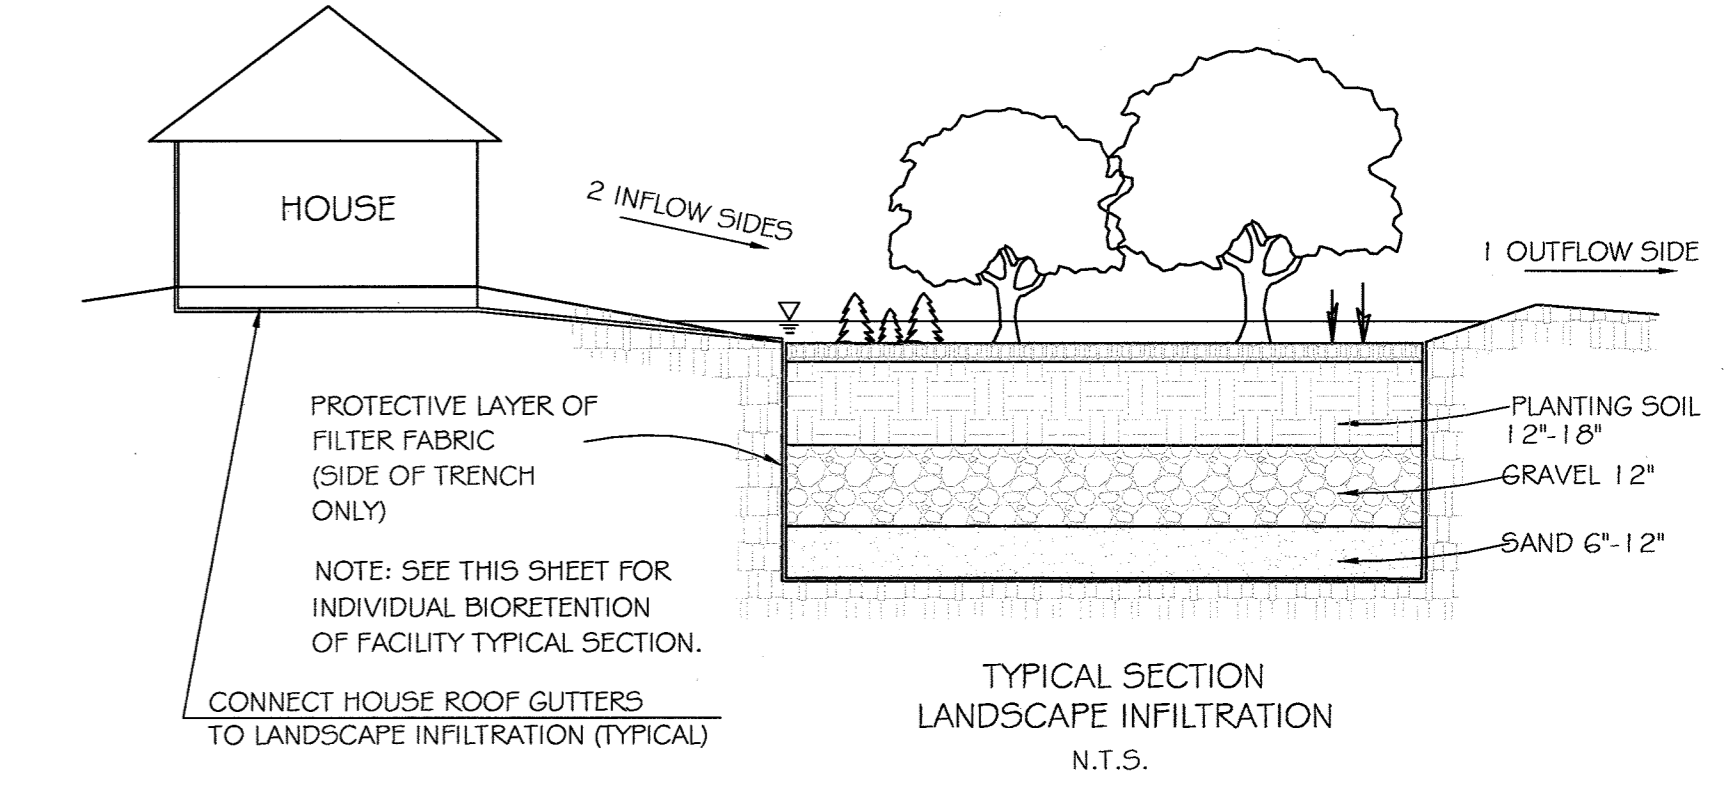 HOUSE
2 INFLOW SIDES
1 OUTFLOW SIDE
PROTECTIVE LAYER OF
FILTER FABRIC
(SIDE OF TRENCH
ONLY)
PLANTING SOIL
12"-18"
GRAVEL 12"
SAND 6"-12"
NOTE: SEE THIS SHEET FOR
INDIVIDUAL BIORETENTION
OF FACILITY TYPICAL SECTION.
CONNECT HOUSE ROOF GUTTERS
TO LANDSCAPE INFILTRATION (TYPICAL)
TYPICAL SECTION
LANDSCAPE INFILTRATION
N.T.S.